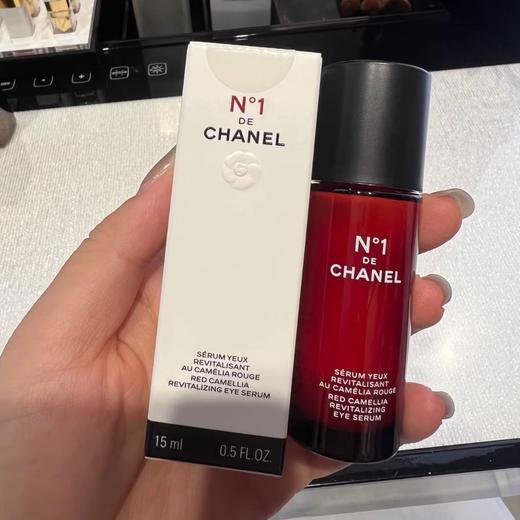 N°1
DE
CHANEL
SÉRUM YEUX
REVITALISANT
AU CAMÉLIA ROUGE
RED CAMELLIA
REVITALIZING EYE SERUM
15 ml 0.5 FL.OZ.
N°1
DE
CHANEL
SÉRUM YEUX
REVITALISANT
AU CAMÉLIA ROUGE
RED CAMELLIA
REVITALIZING
EYE SERUM